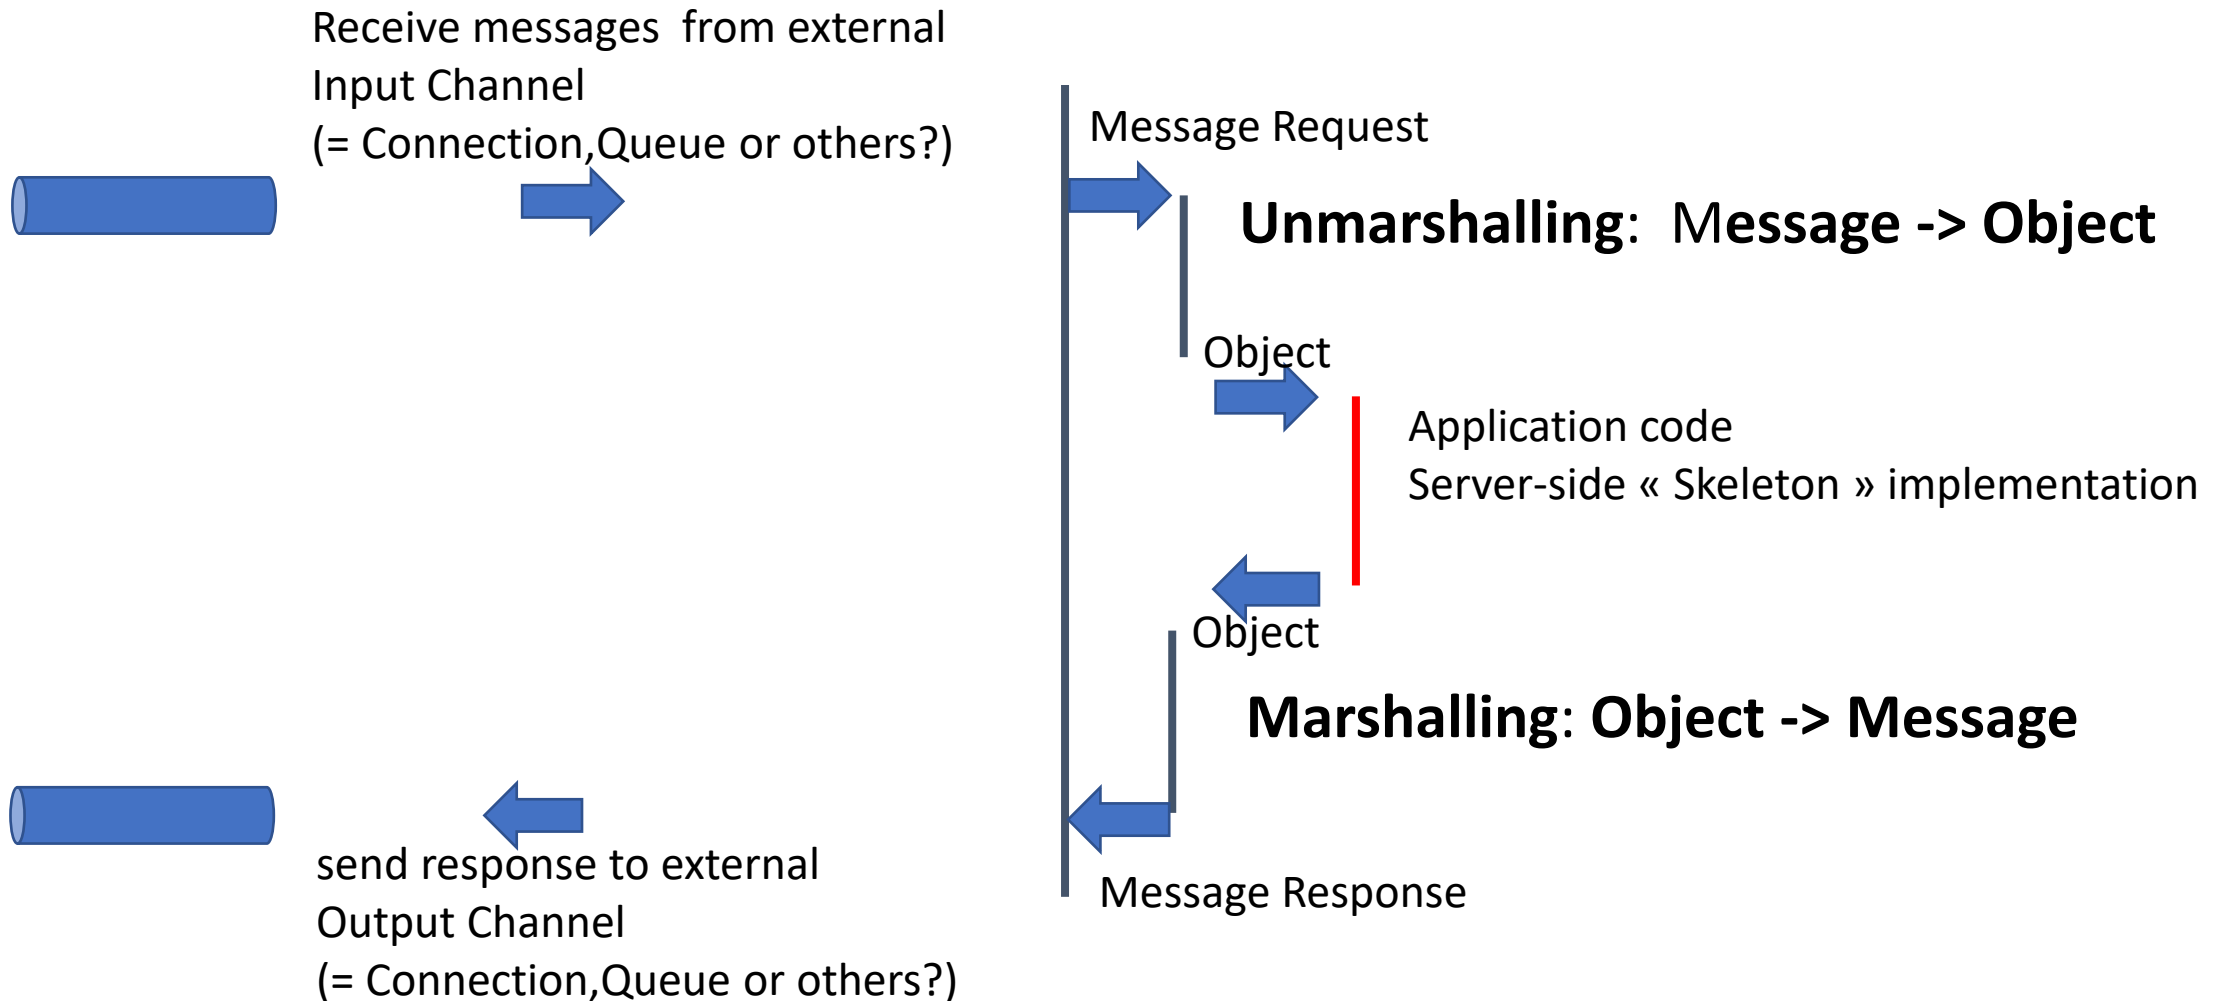 Receive messages  from external
Input Channel
(= Connection,Queue or others?)
Message Request
Unmarshalling:  Message -> Object
Object
Application code
Server-side « Skeleton » implementation
Object
Marshalling: Object -> Message
send response to external
Output Channel
(= Connection,Queue or others?)
Message Response